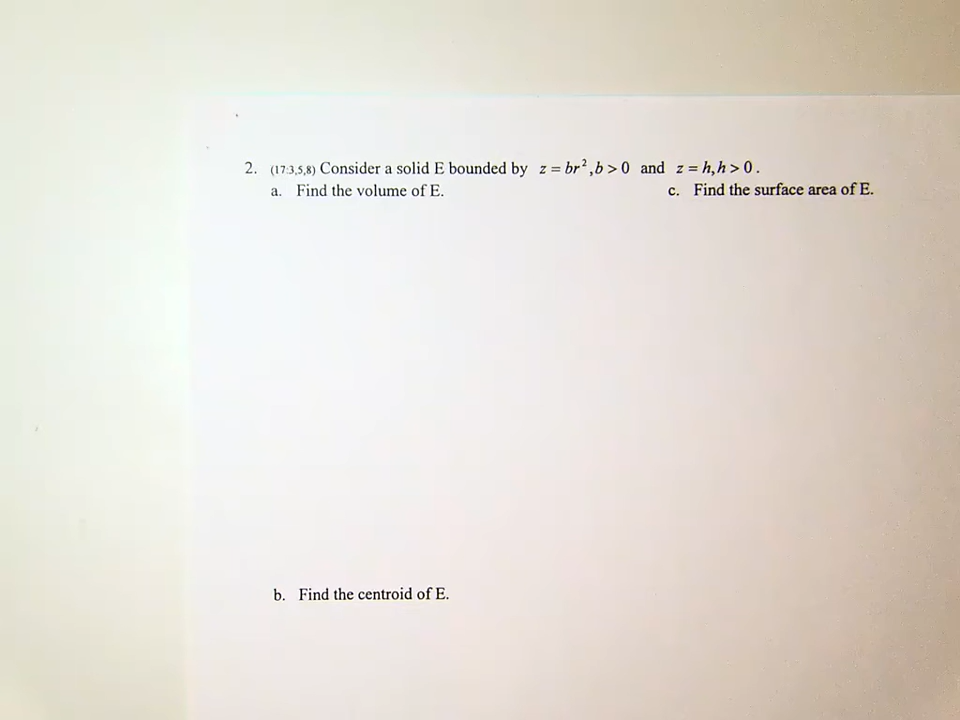 2. (17:3,5,8) Consider a solid E bounded by z = br², b > 0 and z = h, h > 0.
a. Find the volume of E.
c. Find the surface area of E.
b. Find the centroid of E.